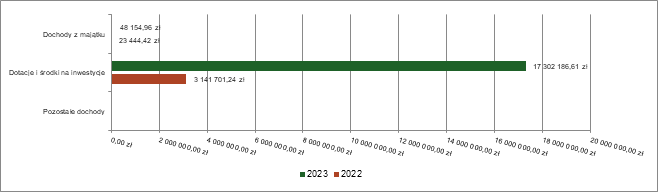 Dochody z majątku
48 154,96 zł
23 444,42 zł
Dotacje i środki na inwestycje
17 302 186,61 zł
3 141 701,24 zł
Pozostałe dochody
0,00 zł
2 000 000,00 zł
4 000 000,00 zł
6 000 000,00 zł
8 000 000,00 zł
10 000 000,00 zł
12 000 000,00 zł
14 000 000,00 zł
16 000 000,00 zł
18 000 000,00 zł
20 000 000,00 zł
2023 2022